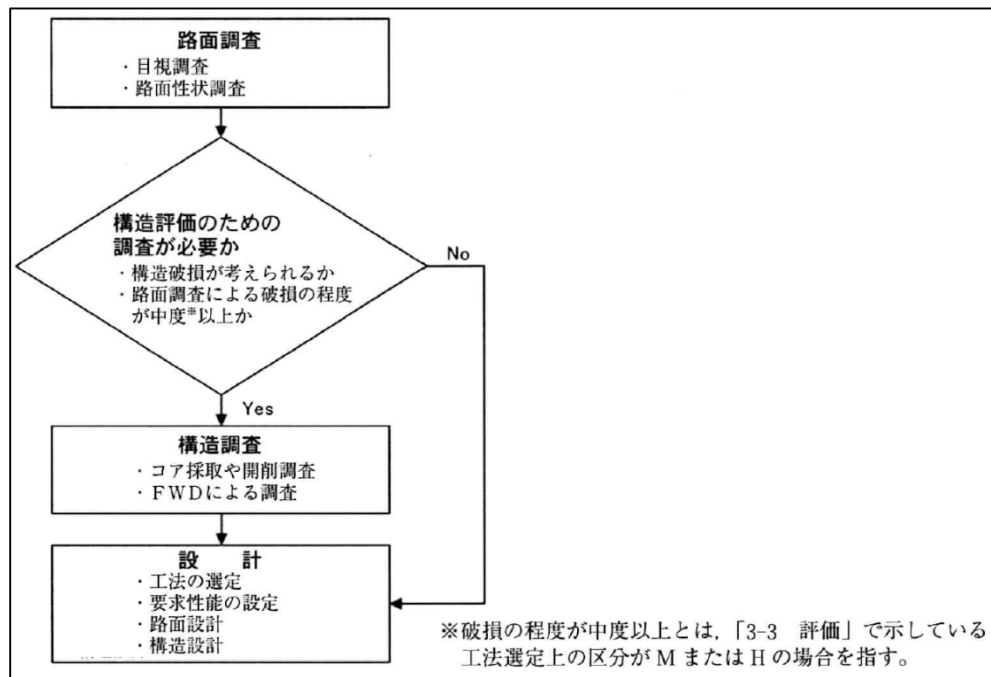 路面調査
・目視調査
・路面性状調査
構造評価のための
調査が必要か
・構造破損が考えられるか
・路面調査による破損の程度
が中度※以上か
No
Yes
構造調査
・コア採取や開削調査
・FWDによる調査
設　計
・工法の選定
・要求性能の設定
・路面設計
・構造設計
※破損の程度が中度以上とは，「3-3　評価」で示している
工法選定上の区分がMまたはHの場合を指す。